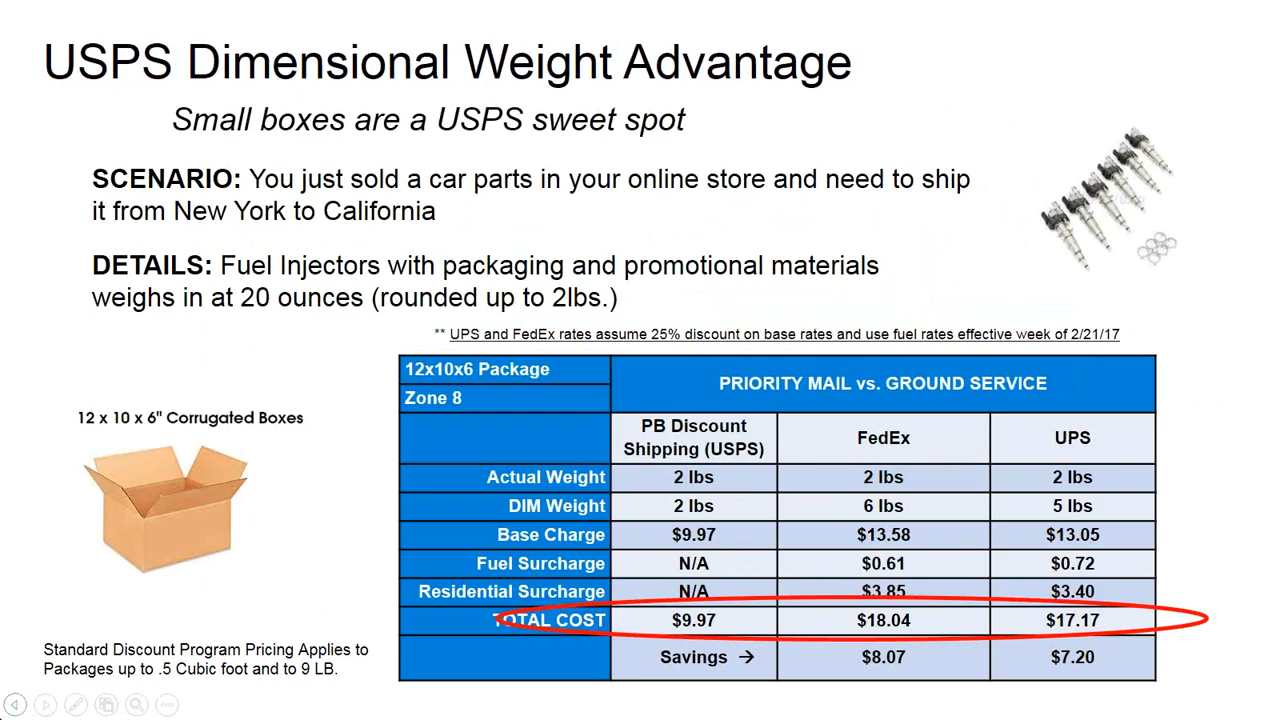 USPS Dimensional Weight Advantage
Small boxes are a USPS sweet spot
SCENARIO: You just sold a car parts in your online store and need to ship
it from New York to California
DETAILS: Fuel Injectors with packaging and promotional materials
weighs in at 20 ounces (rounded up to 2lbs.)
** UPS and FedEx rates assume 25% discount on base rates and use fuel rates effective week of 2/21/17
12 x 10 x 6" Corrugated Boxes
12x10x6 Package
Zone 8
PRIORITY MAIL vs. GROUND SERVICE
PB Discount
Shipping (USPS)
FedEx
UPS
Actual Weight 2 lbs 2 lbs 2 lbs
DIM Weight 2 lbs 6 lbs 5 lbs
Base Charge $9.97 $13.58 $13.05
Fuel Surcharge N/A $0.61 $0.72
Residential Surcharge N/A $3.85 $3.40
TOTAL COST $9.97 $18.04 $17.17
Savings → $8.07 $7.20
Standard Discount Program Pricing Applies to
Packages up to .5 Cubic foot and to 9 LB.